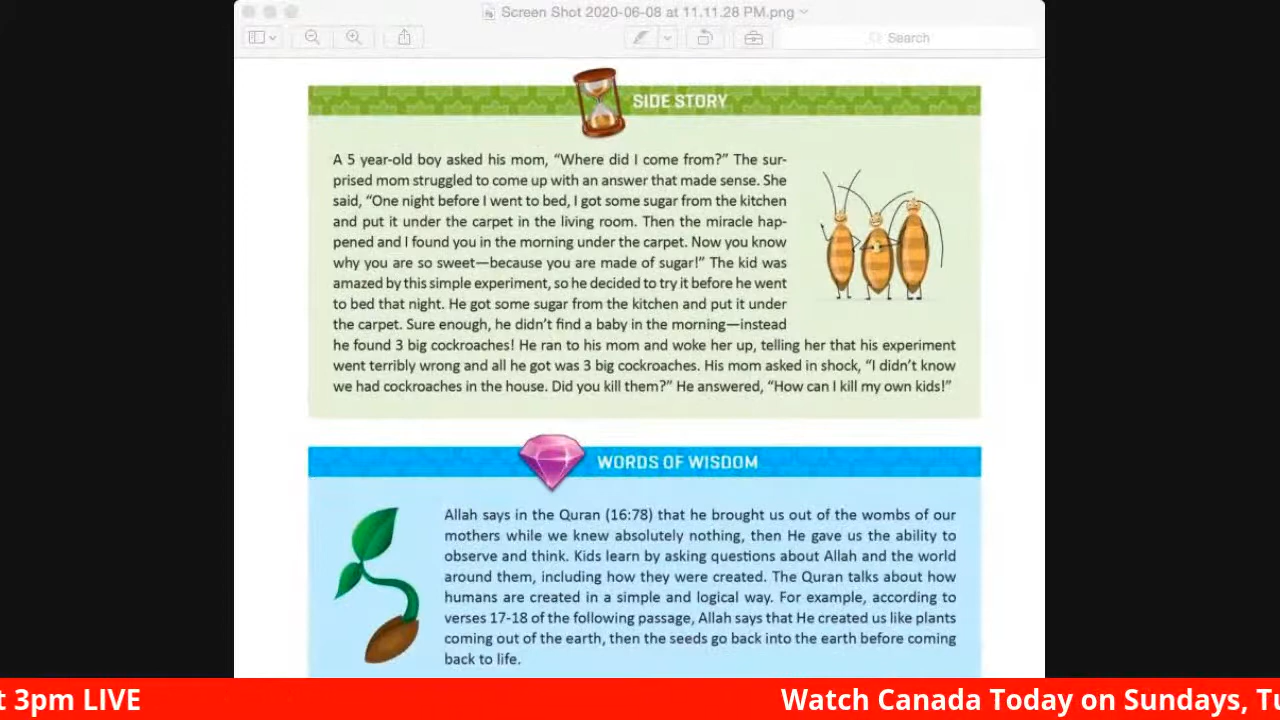 Screen Shot 2020-06-08 at 11.11.28 PM.png
Search
SIDE STORY
A 5 year-old boy asked his mom, “Where did I come from?” The sur-
prised mom struggled to come up with an answer that made sense. She
said, “One night before I went to bed, I got some sugar from the kitchen
and put it under the carpet in the living room. Then the miracle hap-
pened and I found you in the morning under the carpet. Now you know
why you are so sweet—because you are made of sugar!” The kid was
amazed by this simple experiment, so he decided to try it before he went
to bed that night. He got some sugar from the kitchen and put it under
the carpet. Sure enough, he didn’t find a baby in the morning—instead
he found 3 big cockroaches! He ran to his mom and woke her up, telling her that his experiment
went terribly wrong and all he got was 3 big cockroaches. His mom asked in shock, “I didn’t know
we had cockroaches in the house. Did you kill them?” He answered, “How can I kill my own kids!”
WORDS OF WISDOM
Allah says in the Quran (16:78) that he brought us out of the wombs of our
mothers while we knew absolutely nothing, then He gave us the ability to
observe and think. Kids learn by asking questions about Allah and the world
around them, including how they were created. The Quran talks about how
humans are created in a simple and logical way. For example, according to
verses 17-18 of the following passage, Allah says that He created us like plants
coming out of the earth, then the seeds go back into the earth before coming
back to life.
t 3pm LIVE Watch Canada Today on Sundays, Tu